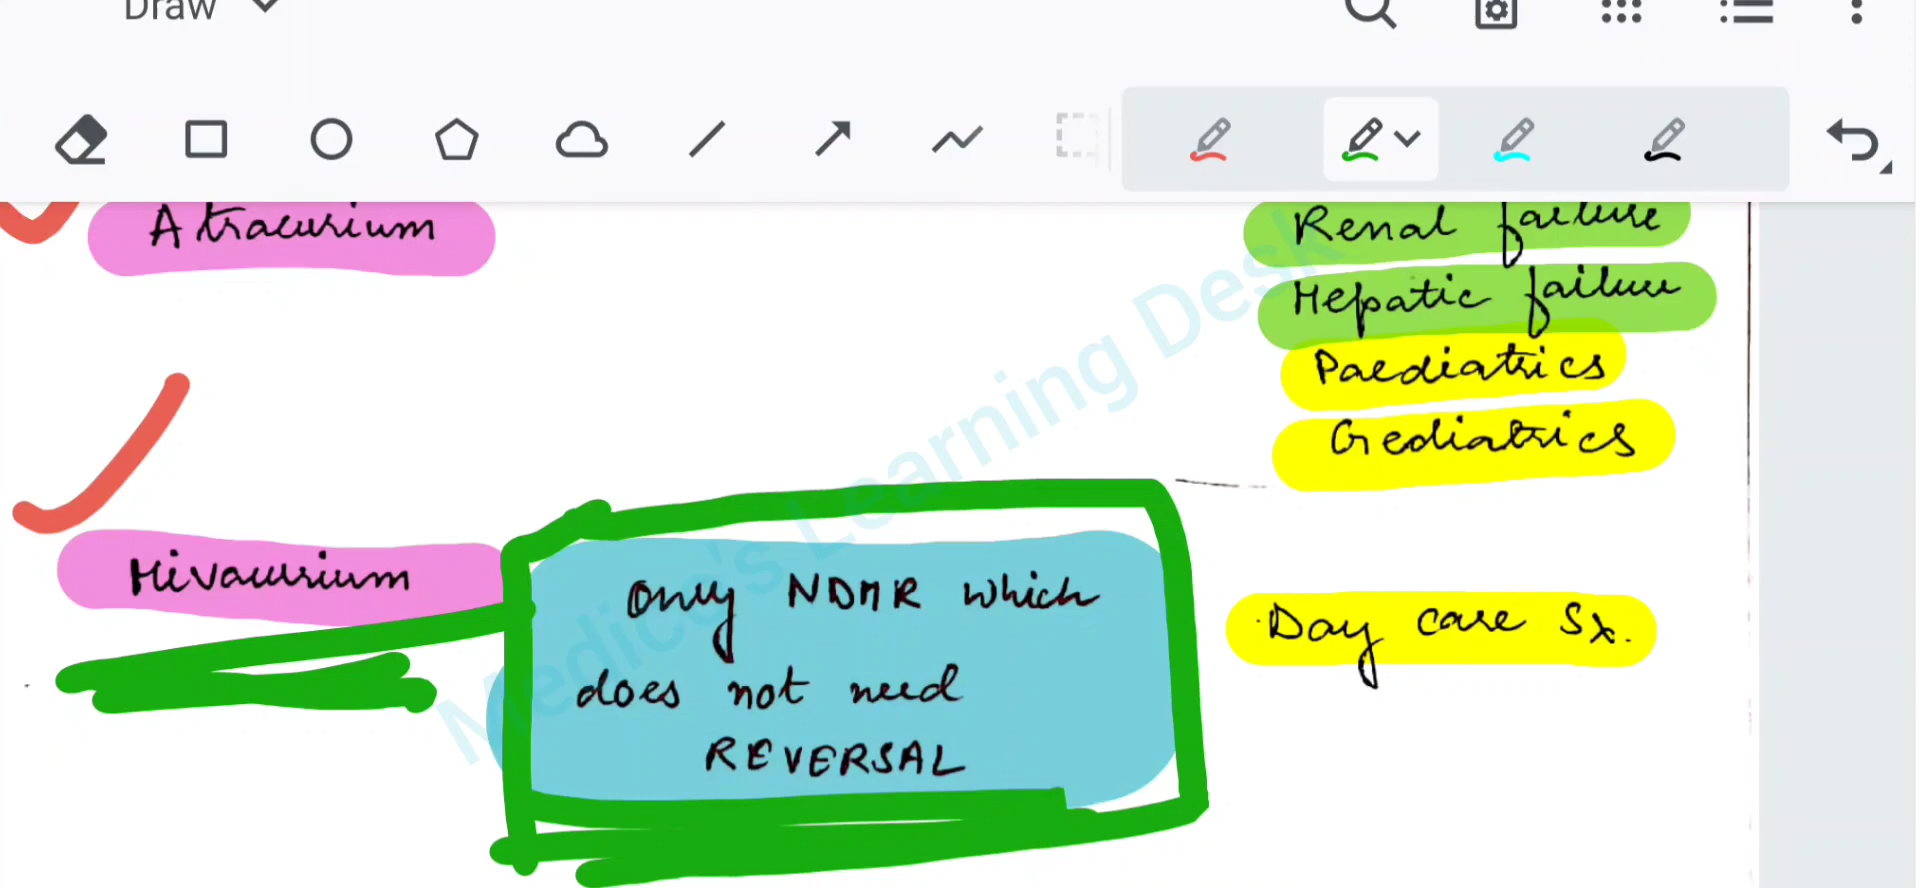 Draw
Atracurium
Renal failure
Hepatic failure
Paediatrics
Grediatrics
Mivacurium
only NDMR which
does not need
REVERSAL
Day case Sx.
Medico's Learning Desk